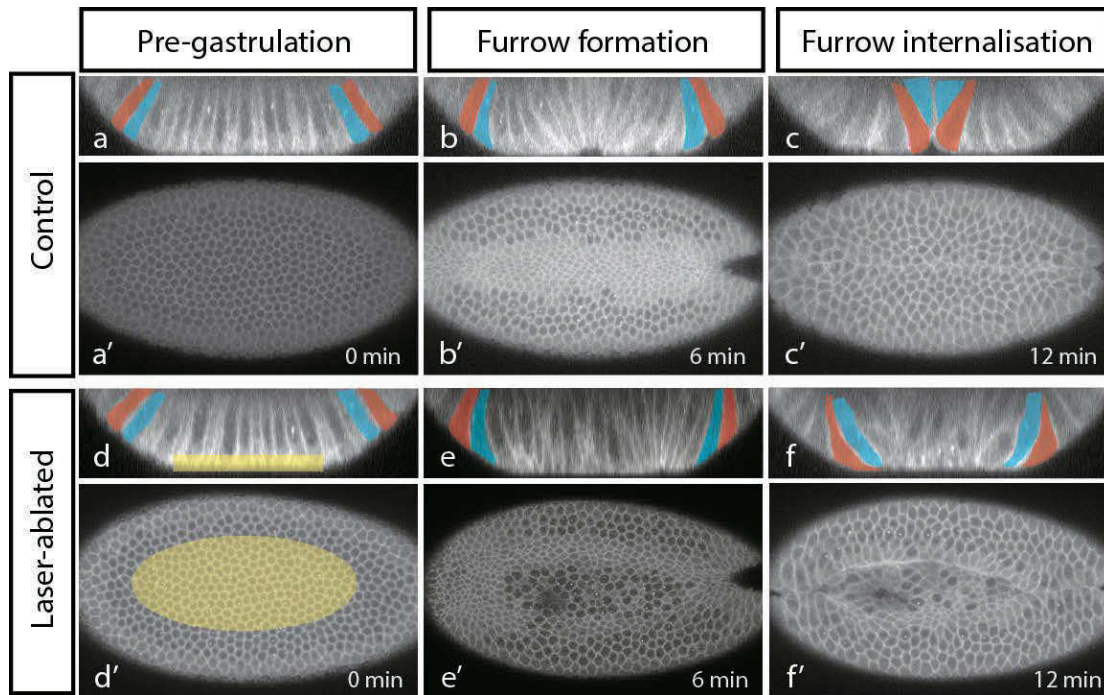 Pre-gastrulation
Furrow formation
Furrow internalisation
Control
a
b
c
a′
0 min
b′
6 min
c′
12 min
Laser-ablated
d
e
f
d′
0 min
e′
6 min
f′
12 min